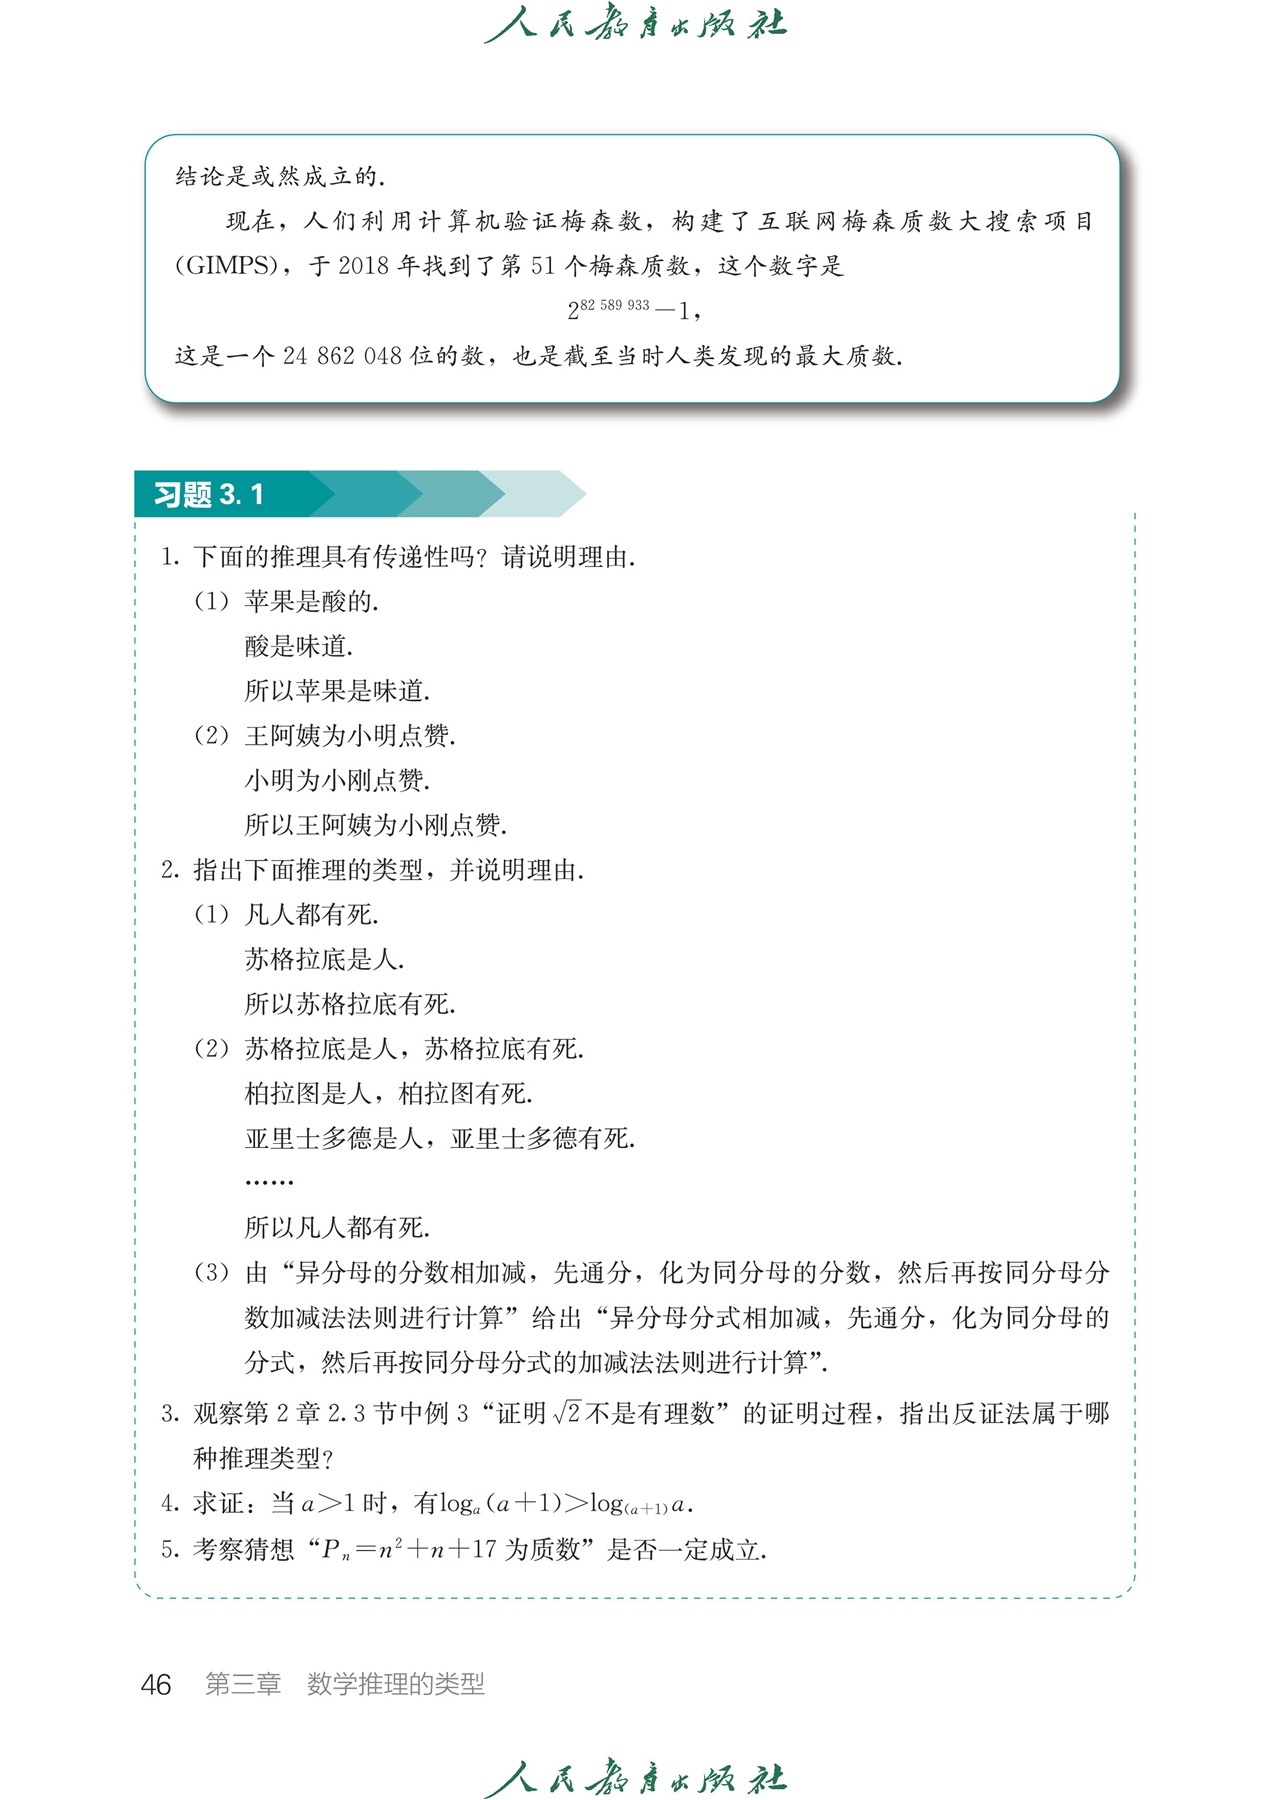 人民教育出版社
结论是或然成立的.
现在，人们利用计算机验证梅森数，构建了互联网梅森质数大搜索项目
(GIMPS)，于 2018 年找到了第 51 个梅森质数，这个数字是
2^{82 589 933}－1，
这是一个 24 862 048 位的数，也是截至当时人类发现的最大质数.
习题 3.1
1. 下面的推理具有传递性吗？请说明理由.
（1）苹果是酸的.
酸是味道.
所以苹果是味道.
（2）王阿姨为小明点赞.
小明为小刚点赞.
所以王阿姨为小刚点赞.
2. 指出下面推理的类型，并说明理由.
（1）凡人都有死.
苏格拉底是人.
所以苏格拉底有死.
（2）苏格拉底是人，苏格拉底有死.
柏拉图是人，柏拉图有死.
亚里士多德是人，亚里士多德有死.
……
所以凡人都有死.
（3）由“异分母的分数相加减，先通分，化为同分母的分数，然后再按同分母分
数加减法法则进行计算”给出“异分母分式相加减，先通分，化为同分母的
分式，然后再按同分母分式的加减法法则进行计算”.
3. 观察第 2 章 2.3 节中例 3“证明√2不是有理数”的证明过程，指出反证法属于哪
种推理类型？
4. 求证：当 a＞1 时，有log_a(a＋1)＞log_{(a＋1)}a.
5. 考察猜想“P_n＝n²＋n＋17 为质数”是否一定成立.
46 第三章 数学推理的类型
人民教育出版社